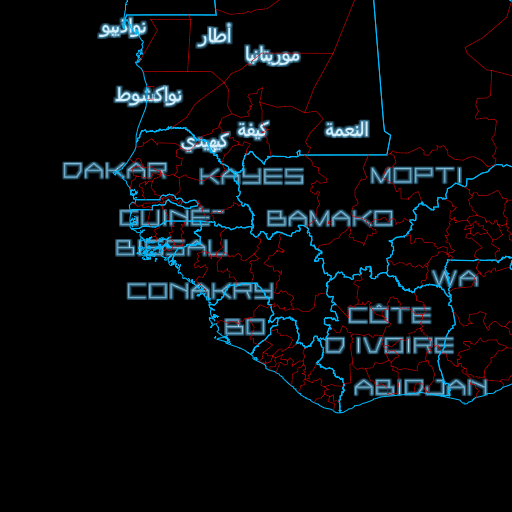 نواذيبو
أطار
موريتانيا
نواكشوط
كيفة
النعمة
كيهيدي
DAKAR
KAYES
MOPTI
GUINÉ-
BISSAU
BAMAKO
WA
CONAKRY
CÔTE
D IVOIRE
BO
ABIDJAN